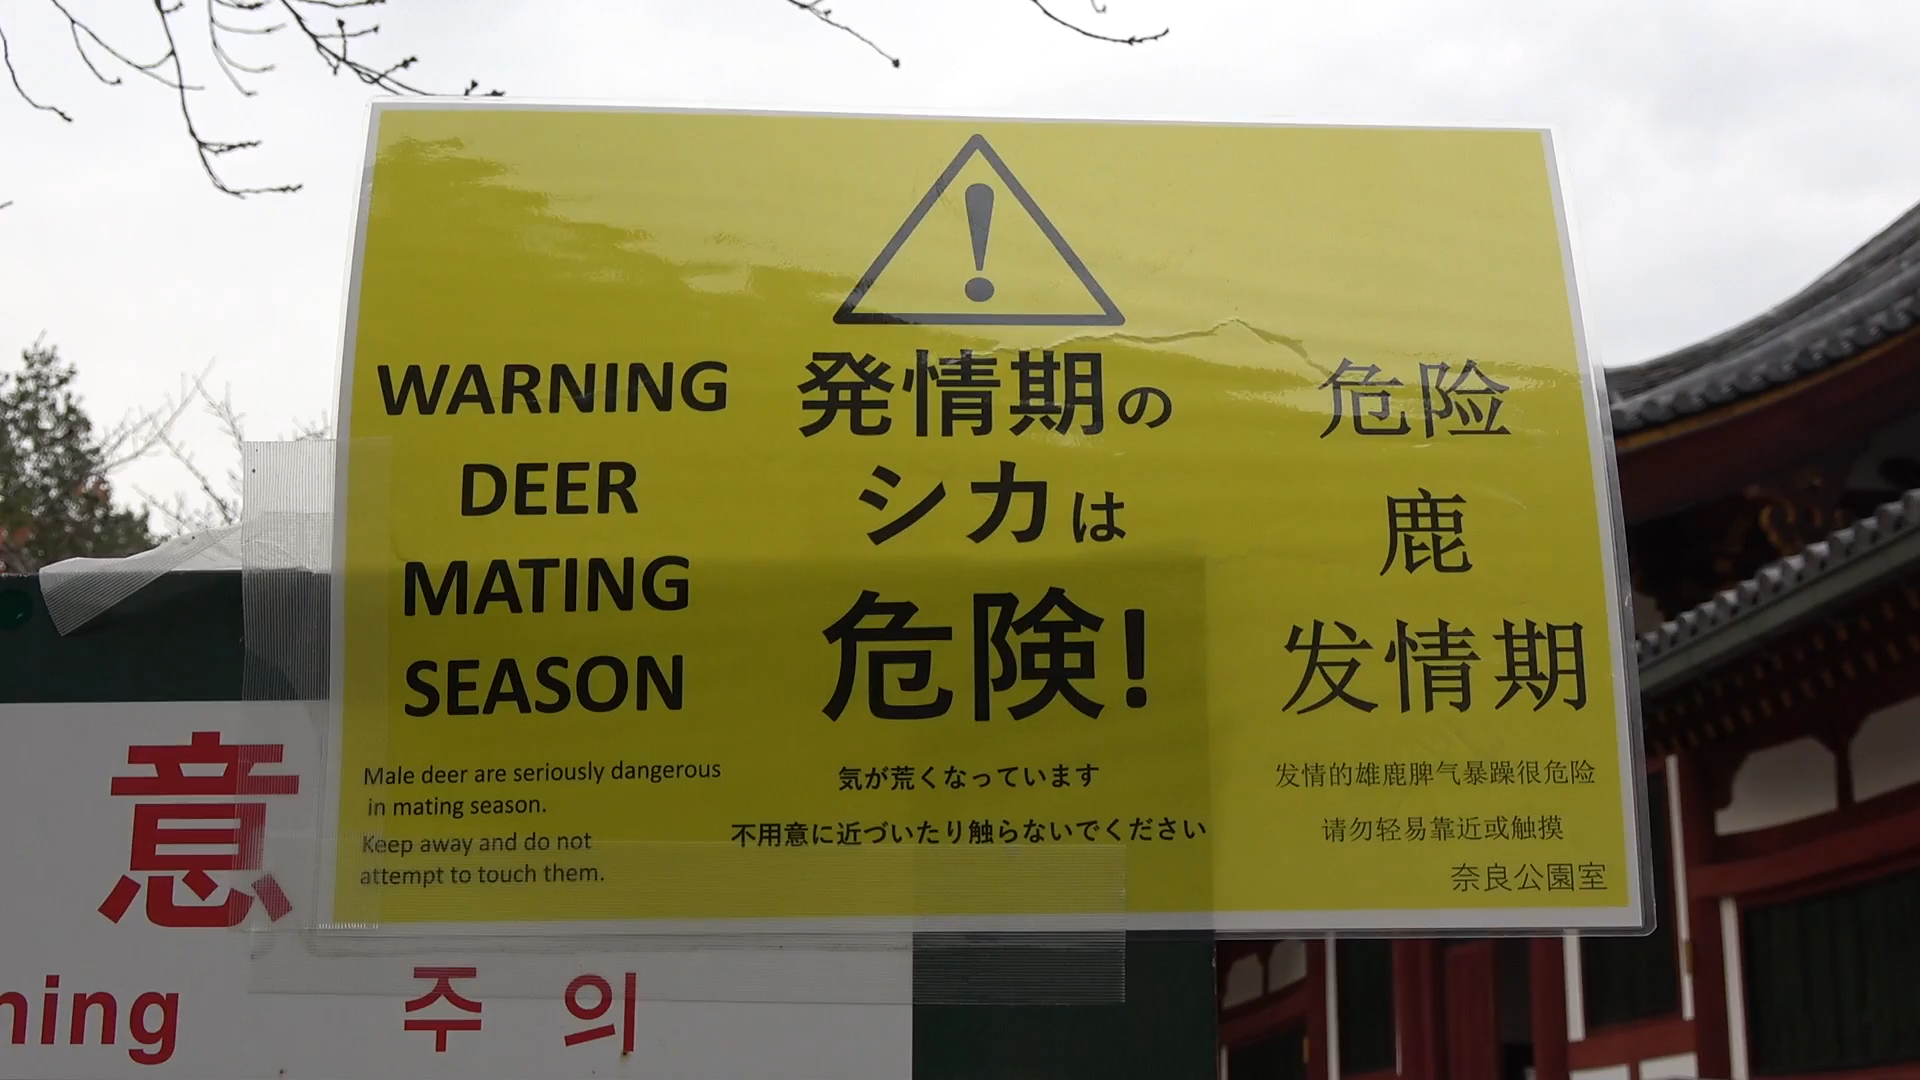 WARNING
DEER
MATING
SEASON
Male deer are seriously dangerous
in mating season.
Keep away and do not
attempt to touch them.
発情期の
シカは
危険!
気が荒くなっています
不用意に近づいたり触らないでください
危险
鹿
发情期
发情的雄鹿脾气暴躁很危险
请勿轻易靠近或触摸
奈良公園室
意
ning
주의